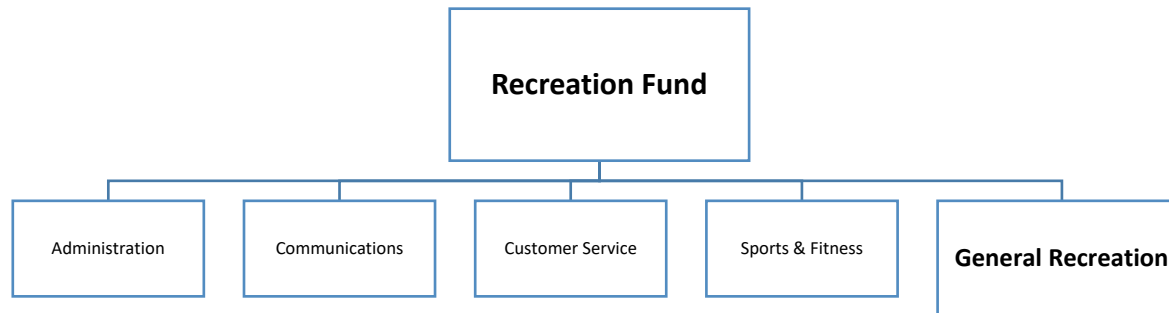 Recreation Fund
Administration
Communications
Customer Service
Sports & Fitness
General Recreation